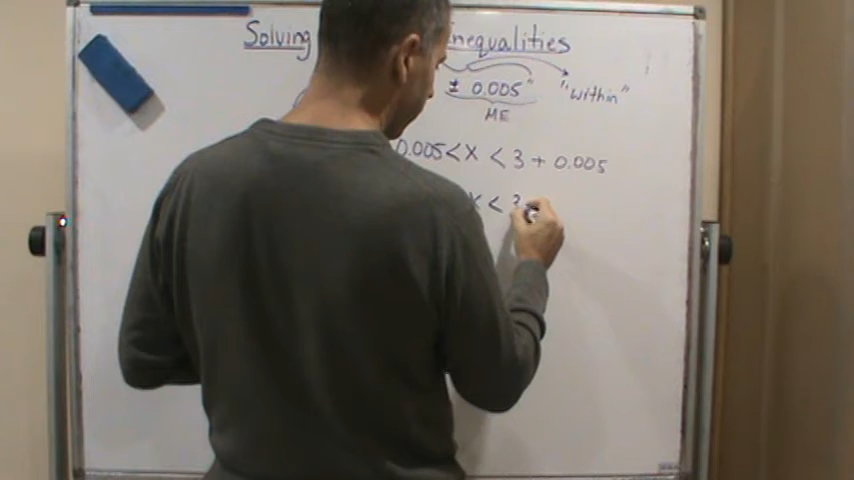 Solving inequalities
± 0.005" "within"
ME
0.005 < x < 3 + 0.005
x < 3